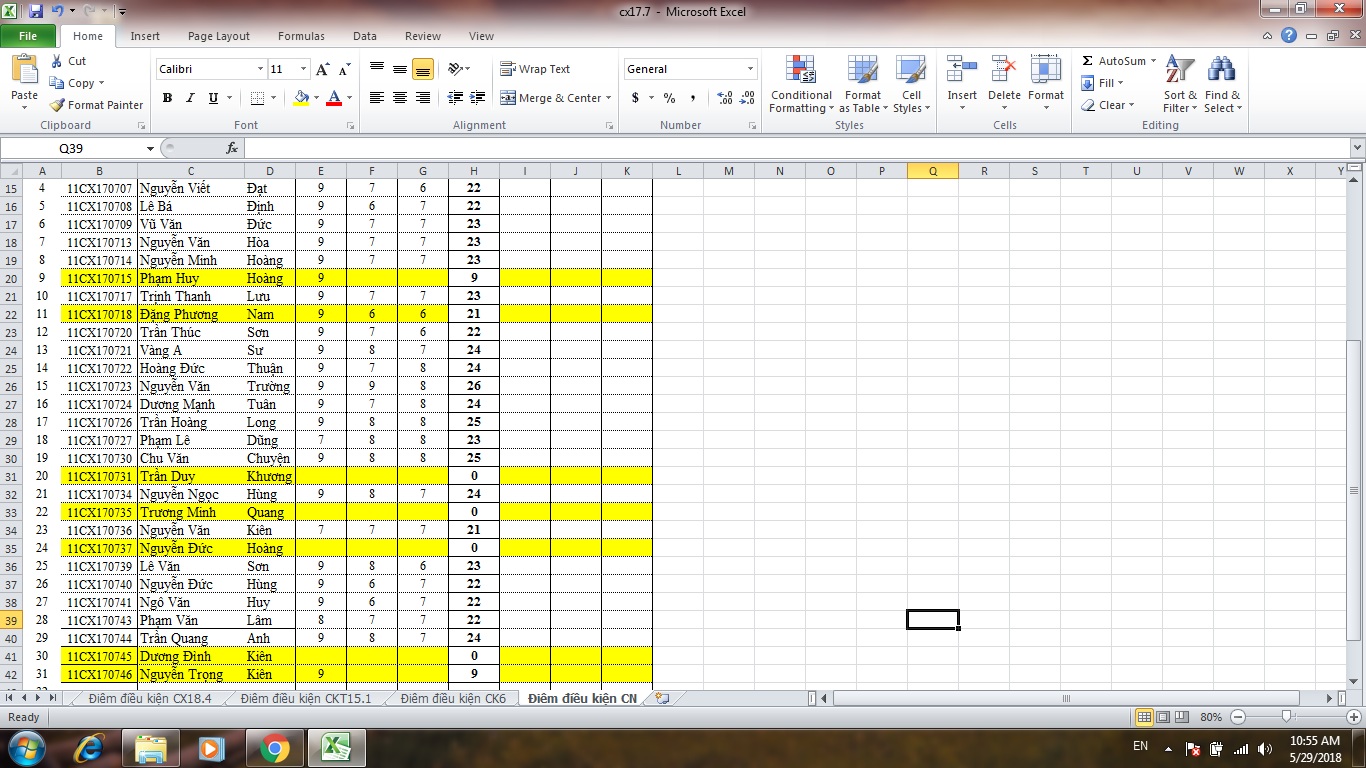 cx17.7 - Microsoft Excel
File Home Insert Page Layout Formulas Data Review View
Paste Cut Copy Format Painter Clipboard
Calibri 11 A A B I U A Font
Wrap Text Merge & Center Alignment
General $ % , .0 .00 .00 .0 Number
Conditional Formatting Format as Table Cell Styles Styles
Insert Delete Format Cells
Σ AutoSum Fill Clear Sort & Filter Find & Select Editing
Q39 fx
A B C D E F G H I J K L M N O P Q R S T U V W X Y
15 4 11CX170707 Nguyễn Viết Đạt 9 7 6 22
16 5 11CX170708 Lê Bá Định 9 6 7 22
17 6 11CX170709 Vũ Văn Đức 9 7 7 23
18 7 11CX170713 Nguyễn Văn Hòa 9 7 7 23
19 8 11CX170714 Nguyễn Minh Hoàng 9 7 7 23
20 9 11CX170715 Phạm Huy Hoàng 9 9
21 10 11CX170717 Trịnh Thanh Lưu 9 7 7 23
22 11 11CX170718 Đặng Phương Nam 9 6 6 21
23 12 11CX170720 Trần Thúc Sơn 9 7 6 22
24 13 11CX170721 Vàng A Sư 9 8 7 24
25 14 11CX170722 Hoàng Đức Thuận 9 7 8 24
26 15 11CX170723 Nguyễn Văn Trường 9 9 8 26
27 16 11CX170724 Dương Mạnh Tuân 9 7 8 24
28 17 11CX170726 Trần Hoàng Long 9 8 8 25
29 18 11CX170727 Phạm Lê Dũng 7 8 8 23
30 19 11CX170730 Chu Văn Chuyện 9 8 8 25
31 20 11CX170731 Trần Duy Khương 0
32 21 11CX170734 Nguyễn Ngọc Hùng 9 8 7 24
33 22 11CX170735 Trương Minh Quang 0
34 23 11CX170736 Nguyễn Văn Kiên 7 7 7 21
35 24 11CX170737 Nguyễn Đức Hoàng 0
36 25 11CX170739 Lê Văn Sơn 9 8 6 23
37 26 11CX170740 Nguyễn Đức Hùng 9 6 7 22
38 27 11CX170741 Ngô Văn Huy 9 6 7 22
39 28 11CX170743 Phạm Văn Lâm 8 7 7 22
40 29 11CX170744 Trần Quang Anh 9 8 7 24
41 30 11CX170745 Dương Đình Kiên 0
42 31 11CX170746 Nguyễn Trọng Kiên 9 9
Điểm điều kiện CX18.4 Điểm điều kiện CKT15.1 Điểm điều kiện CK6 Điểm điều kiện CN
Ready 80%
EN 10:55 AM
5/29/2018